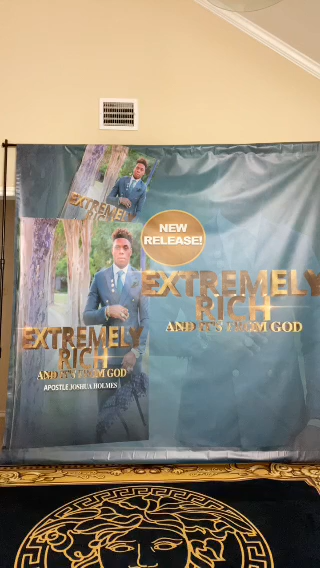 EXTREMELY
RICH
NEW
RELEASE!
EXTREMELY
RICH
AND IT'S FROM GOD
EXTREMELY
RICH
AND IT'S FROM GOD
APOSTLE JOSHUA HOLMES